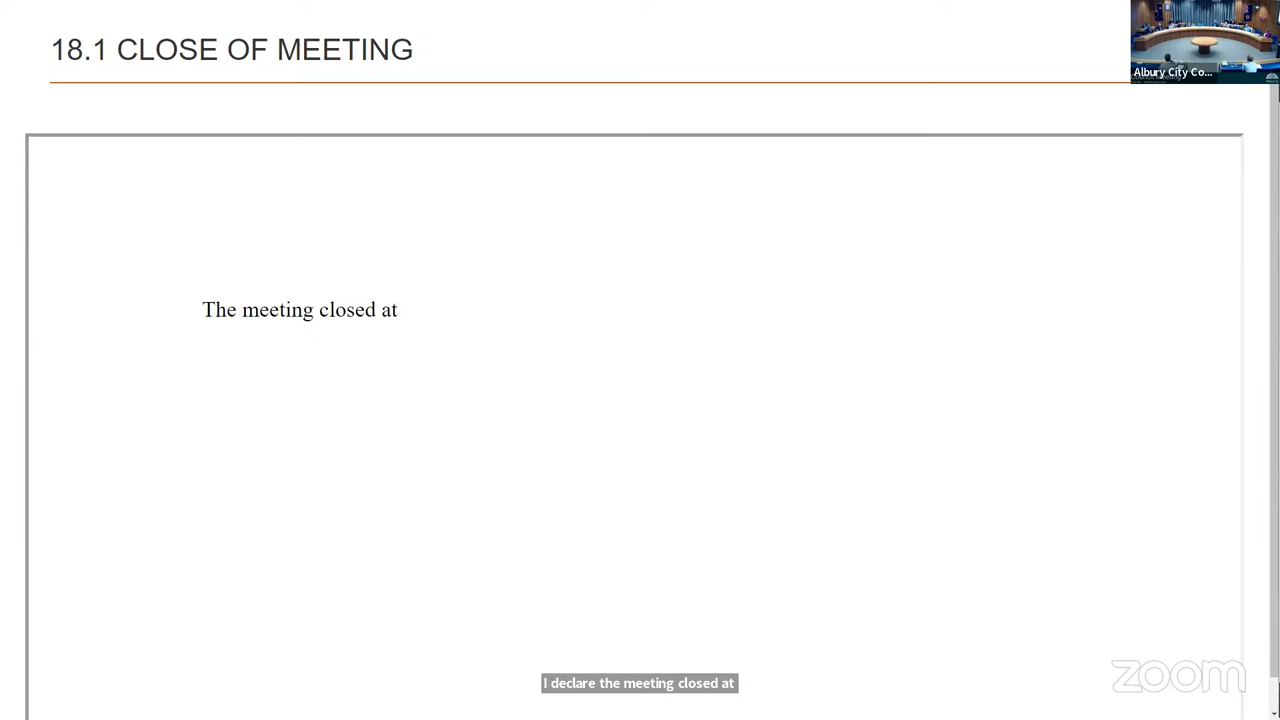 18.1 CLOSE OF MEETING
Albury City Co...
The meeting closed at
I declare the meeting closed at
zoom